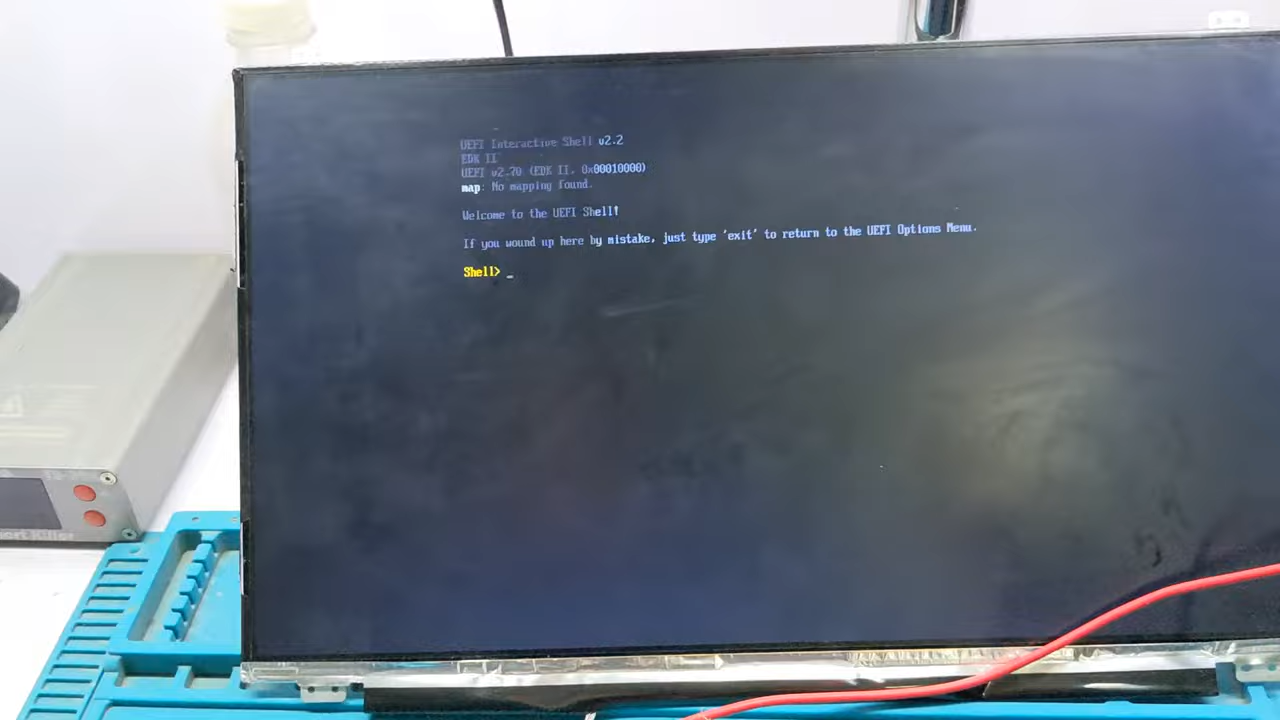 UEFI Interactive Shell v2.2
EDK II
UEFI v2.70 (EDK II, 0x00010000)
map: No mapping found.
Welcome to the UEFI Shell!
If you wound up here by mistake, just type 'exit' to return to the UEFI Options Menu.
Shell> _
Killer